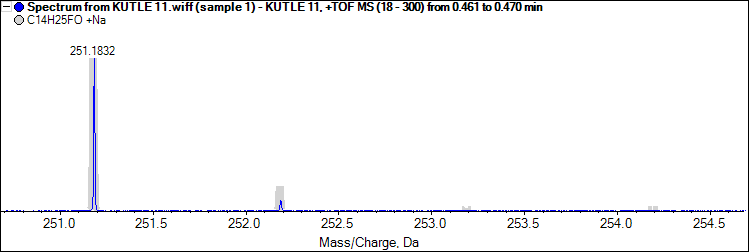 Spectrum from KUTLE 11.wiff (sample 1) - KUTLE 11, +TOF MS (18 - 300) from 0.461 to 0.470 min
C14H25FO +Na
251.1832
251.0 251.5 252.0 252.5 253.0 253.5 254.0 254.5
Mass/Charge, Da